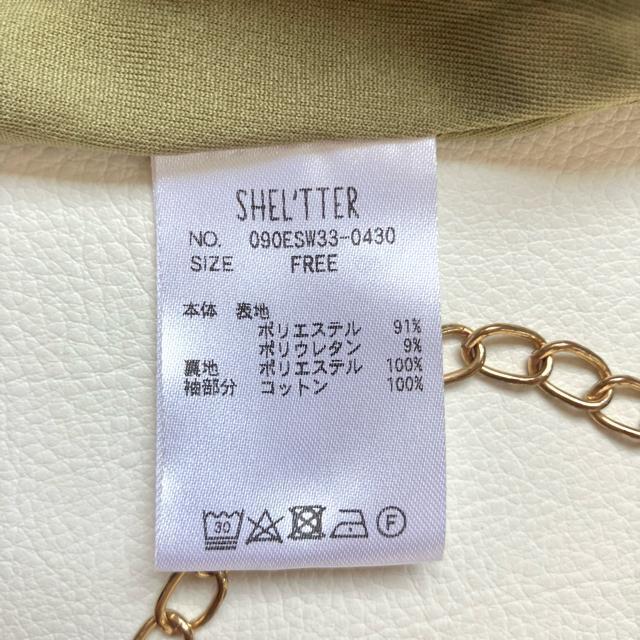 SHEL'TTER
NO. 090ESW33-0430
SIZE FREE
本体 表地
ポリエステル 91%
ポリウレタン 9%
裏地 ポリエステル 100%
袖部分 コットン 100%
30 F